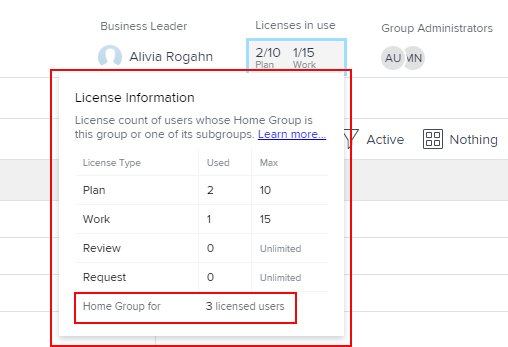 Business Leader
Licenses in use
Group Administrators
Alivia Rogahn
2/10 1/15
Plan Work
AU MN
License Information
License count of users whose Home Group is
this group or one of its subgroups. Learn more...
Active
Nothing
License Type Used Max
Plan 2 10
Work 1 15
Review 0 Unlimited
Request 0 Unlimited
Home Group for 3 licensed users